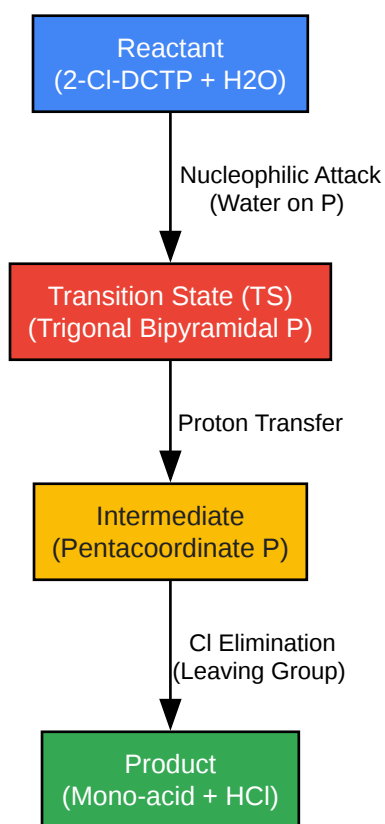 Reactant
(2-Cl-DCTP + H2O)
Nucleophilic Attack
(Water on P)
Transition State (TS)
(Trigonal Bipyramidal P)
Proton Transfer
Intermediate
(Pentacoordinate P)
Cl Elimination
(Leaving Group)
Product
(Mono-acid + HCl)